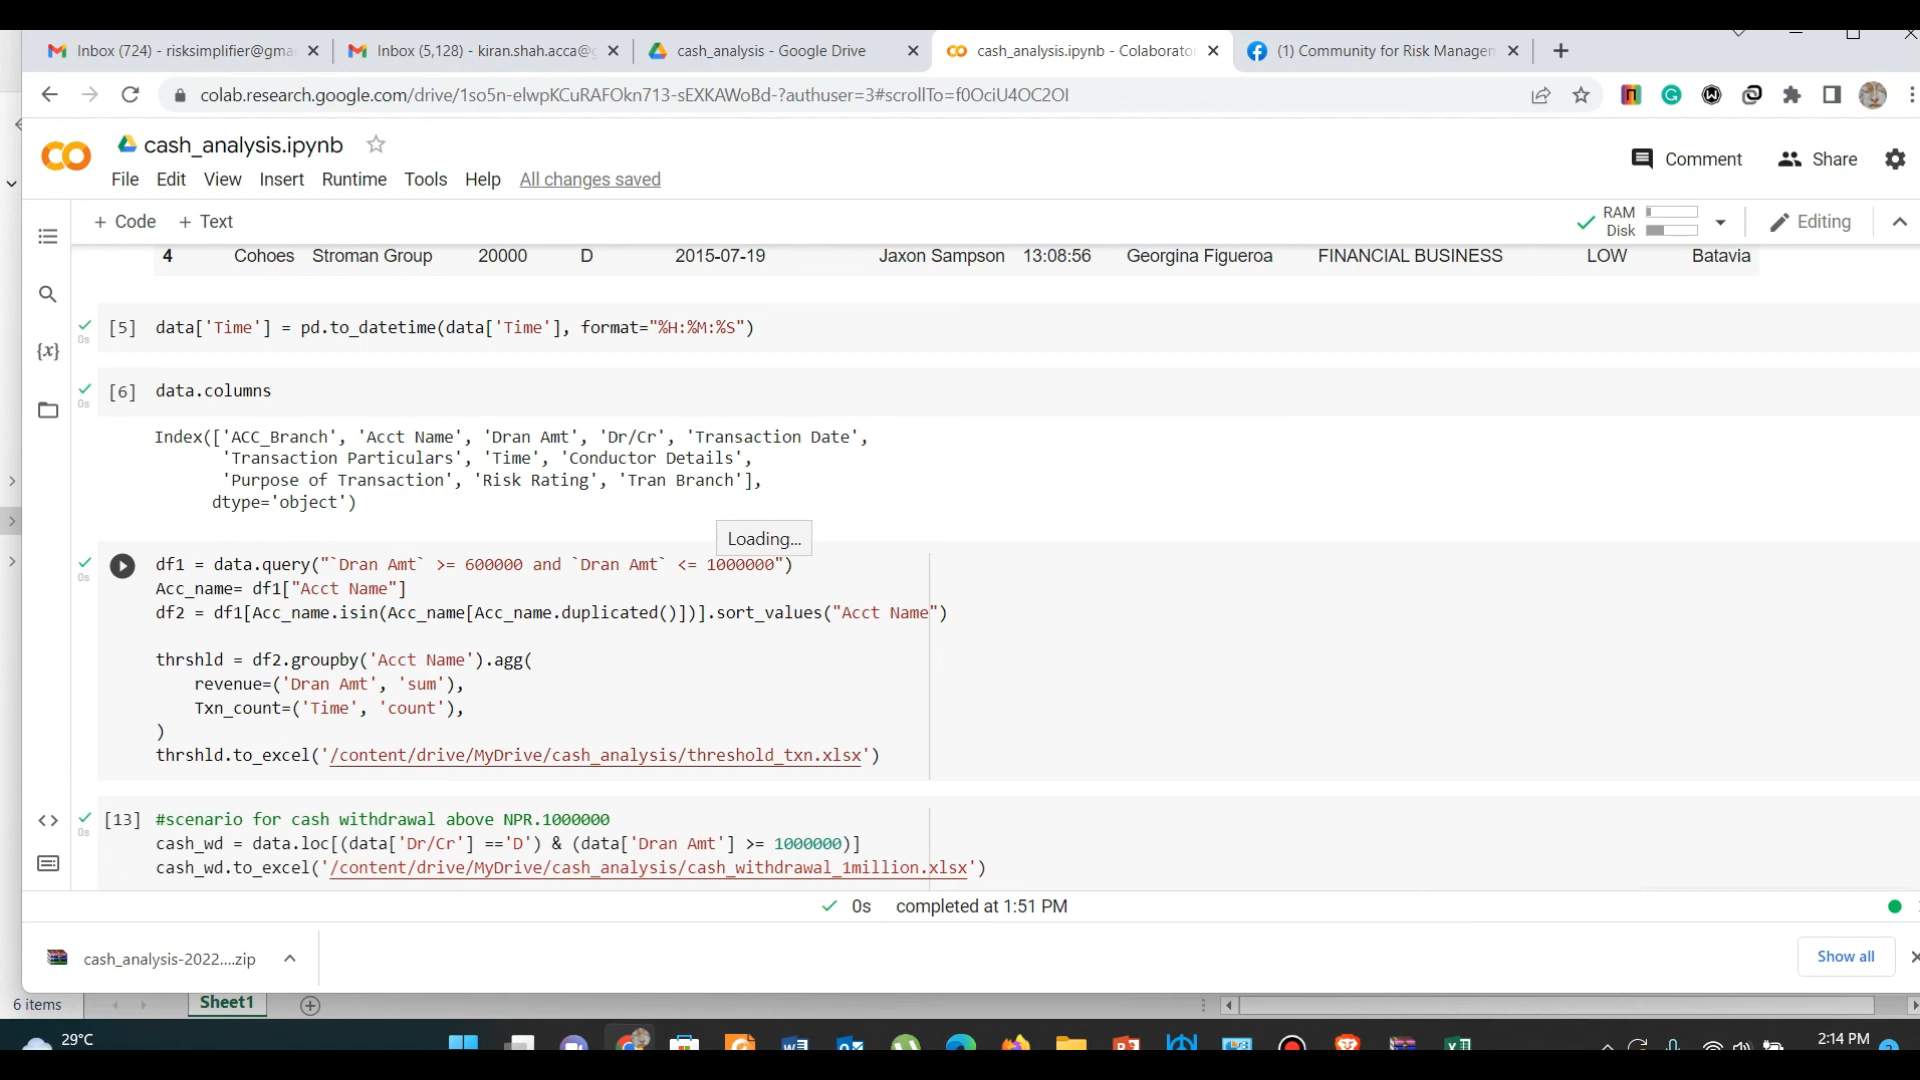 Inbox (724) - risksimplifier@gma
Inbox (5,128) - kiran.shah.acca@g
cash_analysis - Google Drive
cash_analysis.ipynb - Colaborator
(1) Community for Risk Managem
colab.research.google.com/drive/1so5n-elwpKCuRAFOkn713-sEXKAWoBd-?authuser=3#scrollTo=f0OciU4OC2OI
cash_analysis.ipynb
Comment
Share
File Edit View Insert Runtime Tools Help All changes saved
+ Code + Text
RAM
Disk
Editing
4 Cohoes Stroman Group 20000 D 2015-07-19 Jaxon Sampson 13:08:56 Georgina Figueroa FINANCIAL BUSINESS LOW Batavia
[5] data['Time'] = pd.to_datetime(data['Time'], format="%H:%M:%S")
0s
{x}
[6] data.columns
0s
Index(['ACC_Branch', 'Acct Name', 'Dran Amt', 'Dr/Cr', 'Transaction Date',
'Transaction Particulars', 'Time', 'Conductor Details',
'Purpose of Transaction', 'Risk Rating', 'Tran Branch'],
dtype='object')
Loading...
df1 = data.query("`Dran Amt` >= 600000 and `Dran Amt` <= 1000000")
0s
Acc_name= df1["Acct Name"]
df2 = df1[Acc_name.isin(Acc_name[Acc_name.duplicated()])].sort_values("Acct Name")
thrshld = df2.groupby('Acct Name').agg(
revenue=('Dran Amt', 'sum'),
Txn_count=('Time', 'count'),
)
thrshld.to_excel('/content/drive/MyDrive/cash_analysis/threshold_txn.xlsx')
[13] #scenario for cash withdrawal above NPR.1000000
0s
cash_wd = data.loc[(data['Dr/Cr'] =='D') & (data['Dran Amt'] >= 1000000)]
cash_wd.to_excel('/content/drive/MyDrive/cash_analysis/cash_withdrawal_1million.xlsx')
0s completed at 1:51 PM
cash_analysis-2022....zip
Show all
6 items
Sheet1
29°C
2:14 PM